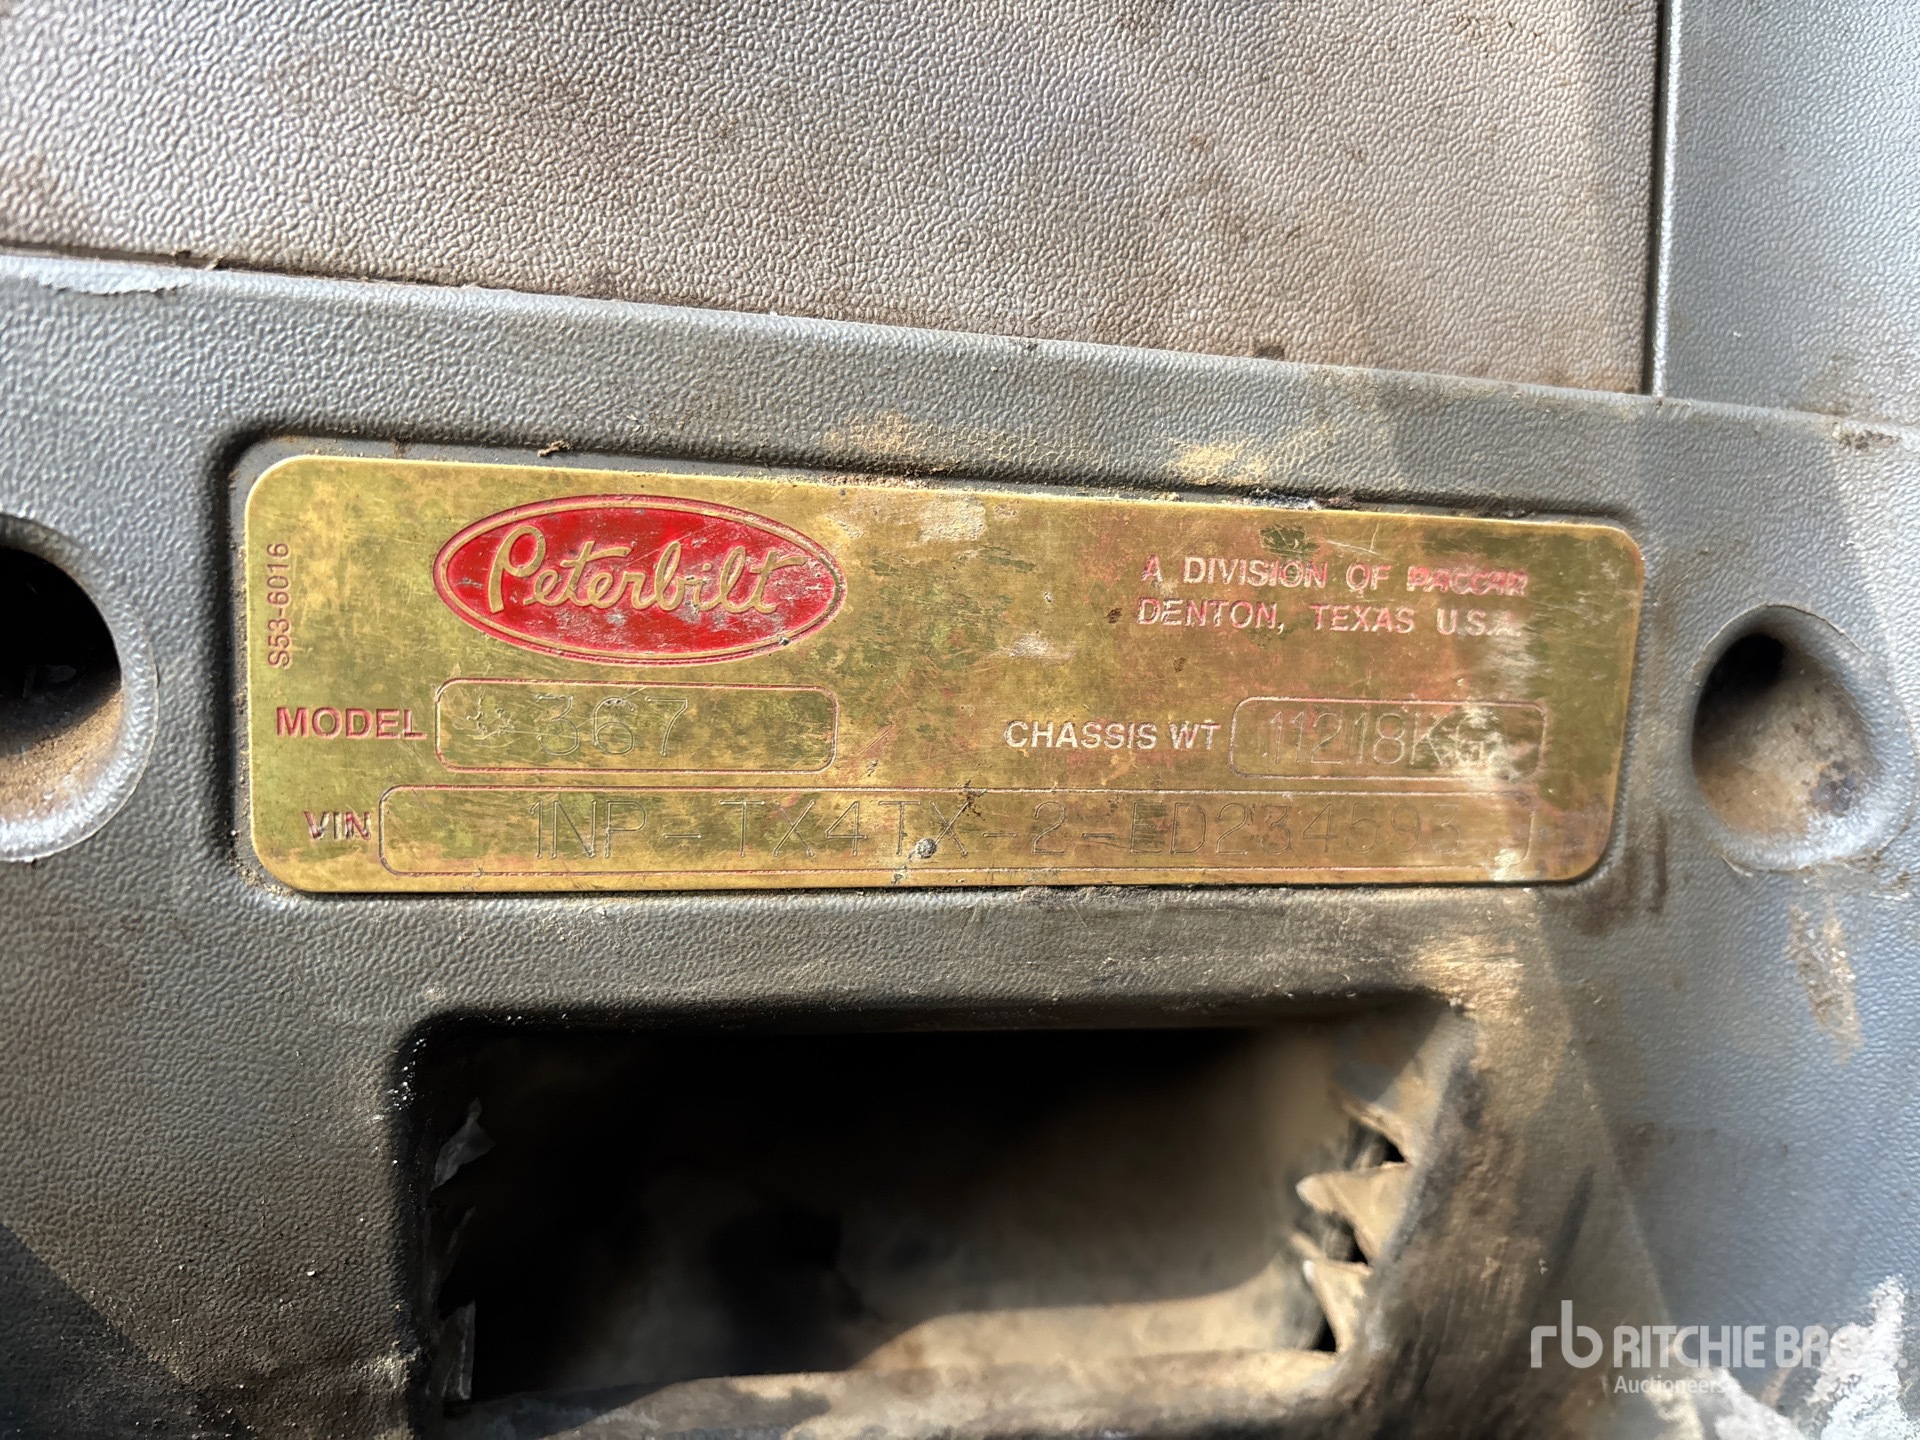 Peterbilt
A DIVISION OF PACCAR
DENTON, TEXAS U.S.A.
S53-6016
MODEL 367
CHASSIS WT 11218KG
VIN 1NP-TX4TX-2-ED234593
rb RITCHIE BROS.
Auctioneers